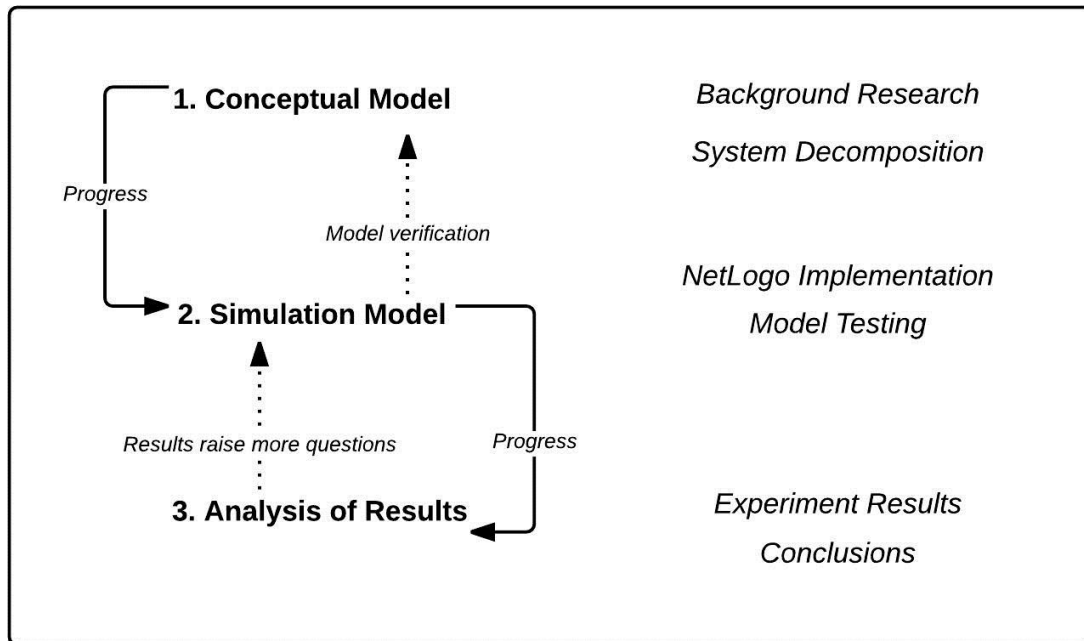 1. Conceptual Model
Background Research
System Decomposition
Progress
Model verification
2. Simulation Model
NetLogo Implementation
Model Testing
Results raise more questions
Progress
3. Analysis of Results
Experiment Results
Conclusions